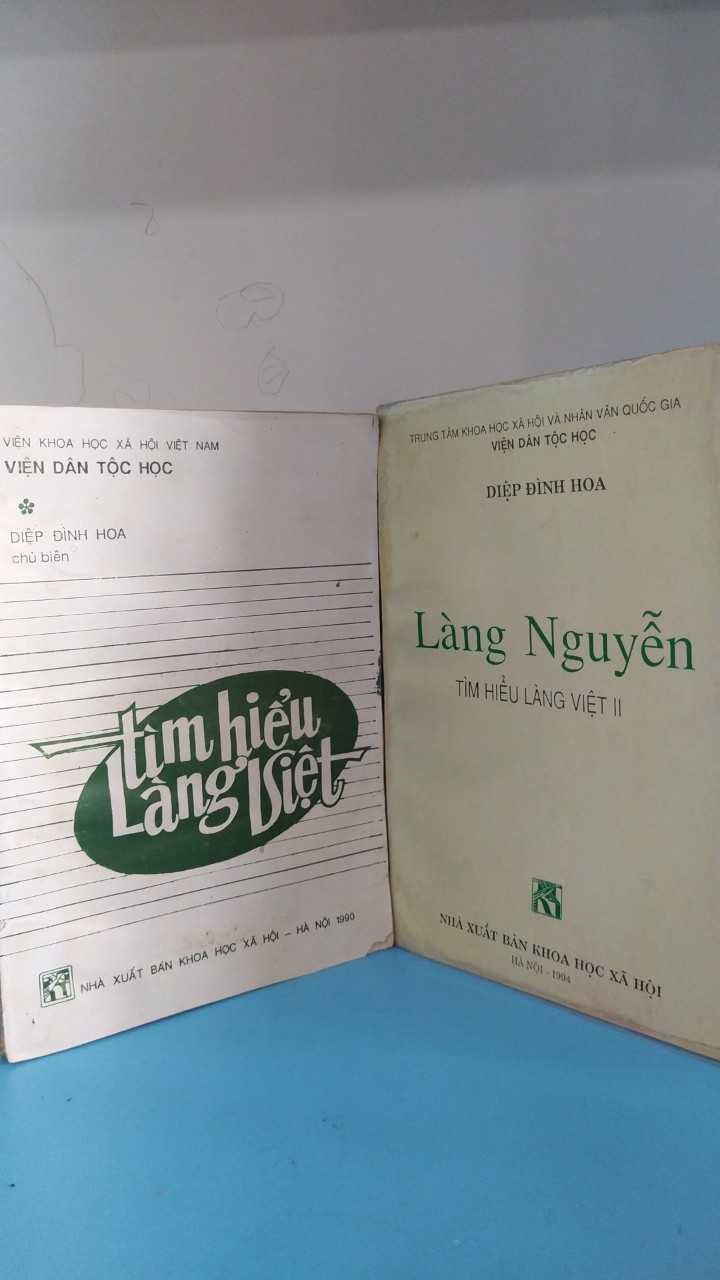 VIỆN KHOA HỌC XÃ HỘI VIỆT NAM
VIỆN DÂN TỘC HỌC
DIỆP ĐÌNH HOA
chủ biên
tìm hiểu
Làng Việt
NHÀ XUẤT BẢN KHOA HỌC XÃ HỘI – HÀ NỘI 1990
TRUNG TÂM KHOA HỌC XÃ HỘI VÀ NHÂN VĂN QUỐC GIA
VIỆN DÂN TỘC HỌC
DIỆP ĐÌNH HOA
Làng Nguyễn
TÌM HIỂU LÀNG VIỆT II
NHÀ XUẤT BẢN KHOA HỌC XÃ HỘI
HÀ NỘI - 1994